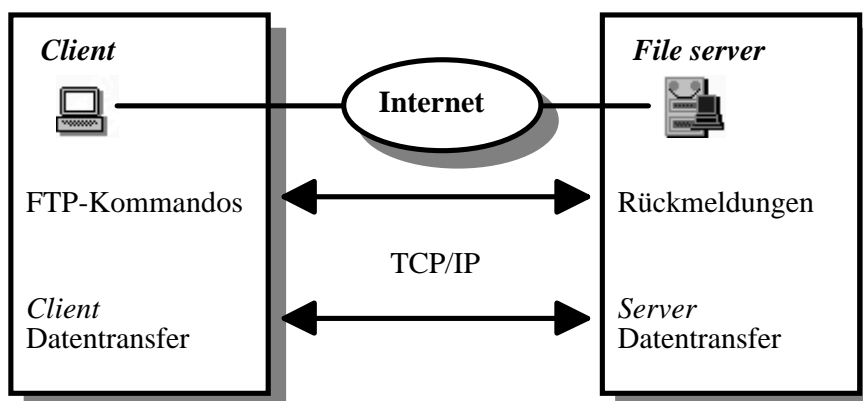 Client
File server
Internet
FTP-Kommandos
Rückmeldungen
TCP/IP
Client
Datentransfer
Server
Datentransfer